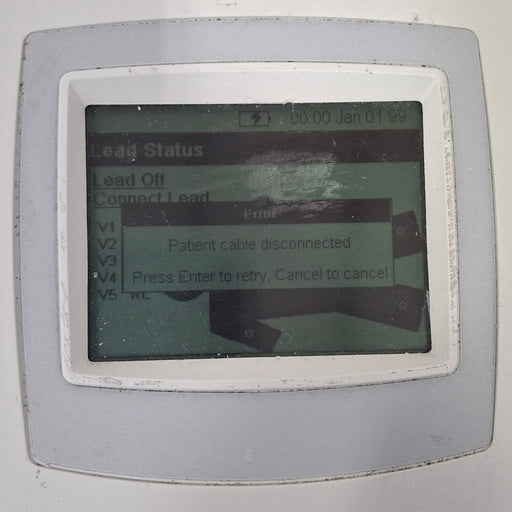 00:00 Jan 01 99
Lead Status
Lead Off
Connect Lead
Error
V1
V2
Patient cable disconnected
V3
V4
Press Enter to retry, Cancel to cancel
V5 RL